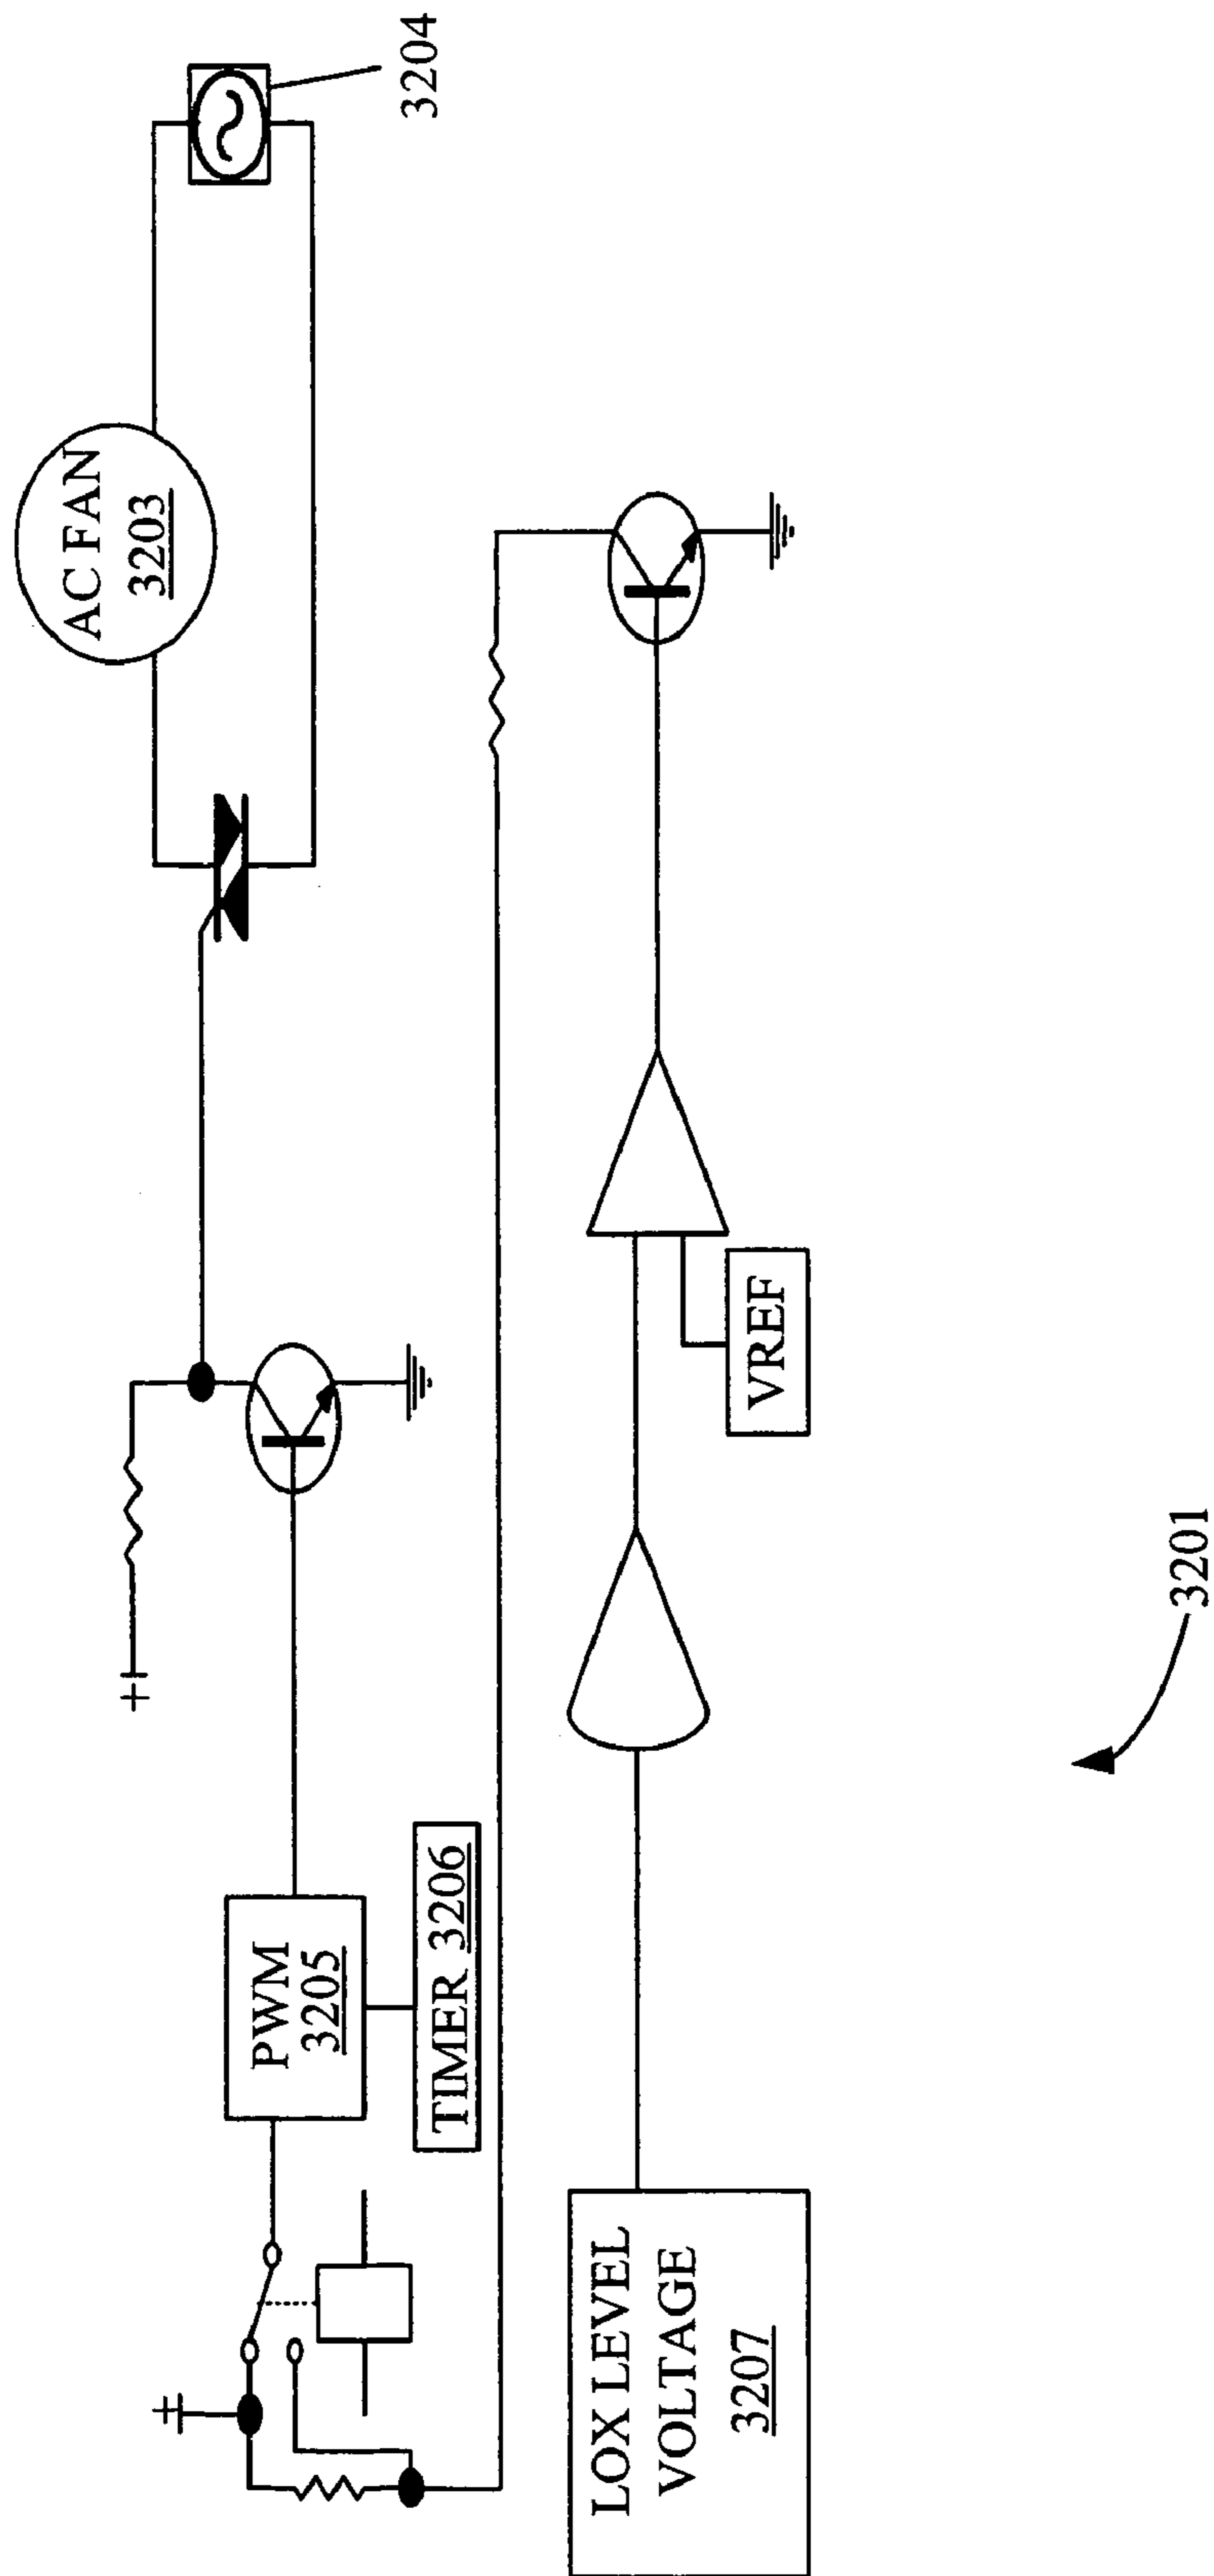 AC FAN
3203
3204
+
+
PWM
3205
TIMER 3206
VREF
LOX LEVEL
VOLTAGE
3207
3201